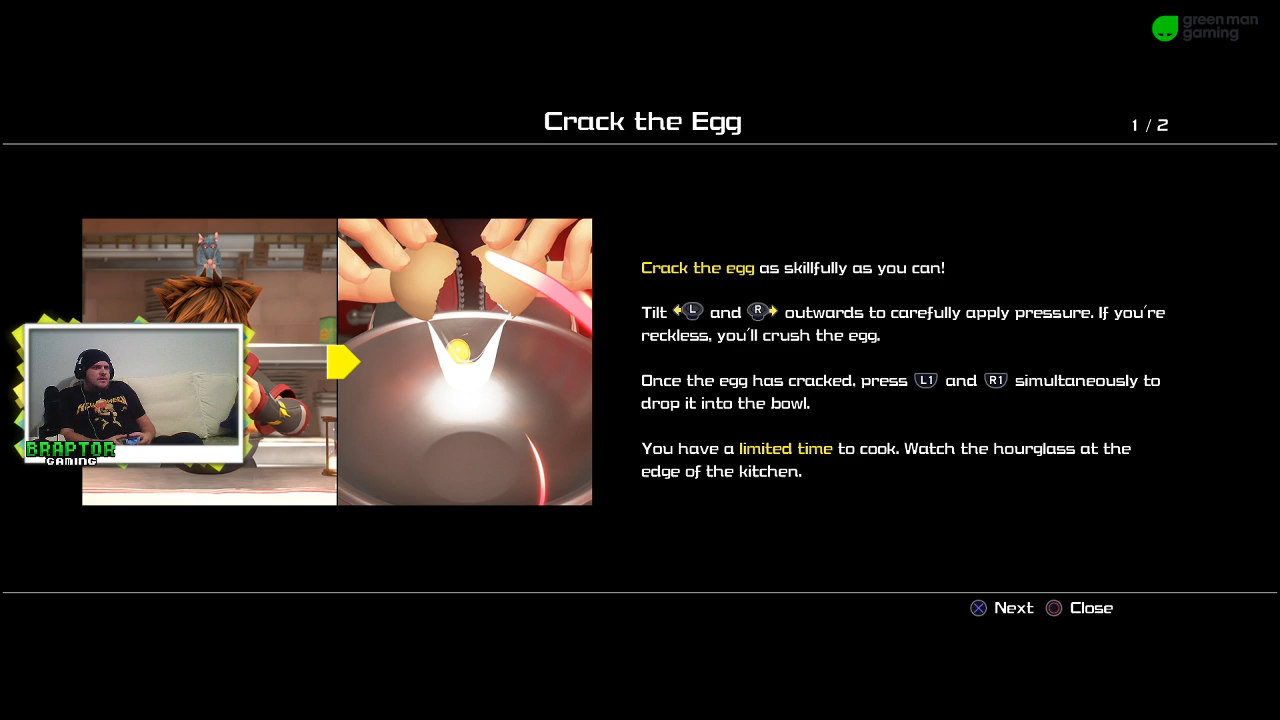 green man
gaming
Crack the Egg
1 / 2
Crack the egg as skillfully as you can!
Tilt L and R outwards to carefully apply pressure. If you're
reckless, you'll crush the egg.
Once the egg has cracked, press L1 and R1 simultaneously to
drop it into the bowl.
You have a limited time to cook. Watch the hourglass at the
edge of the kitchen.
BRAPTOR
GAMING
Next Close